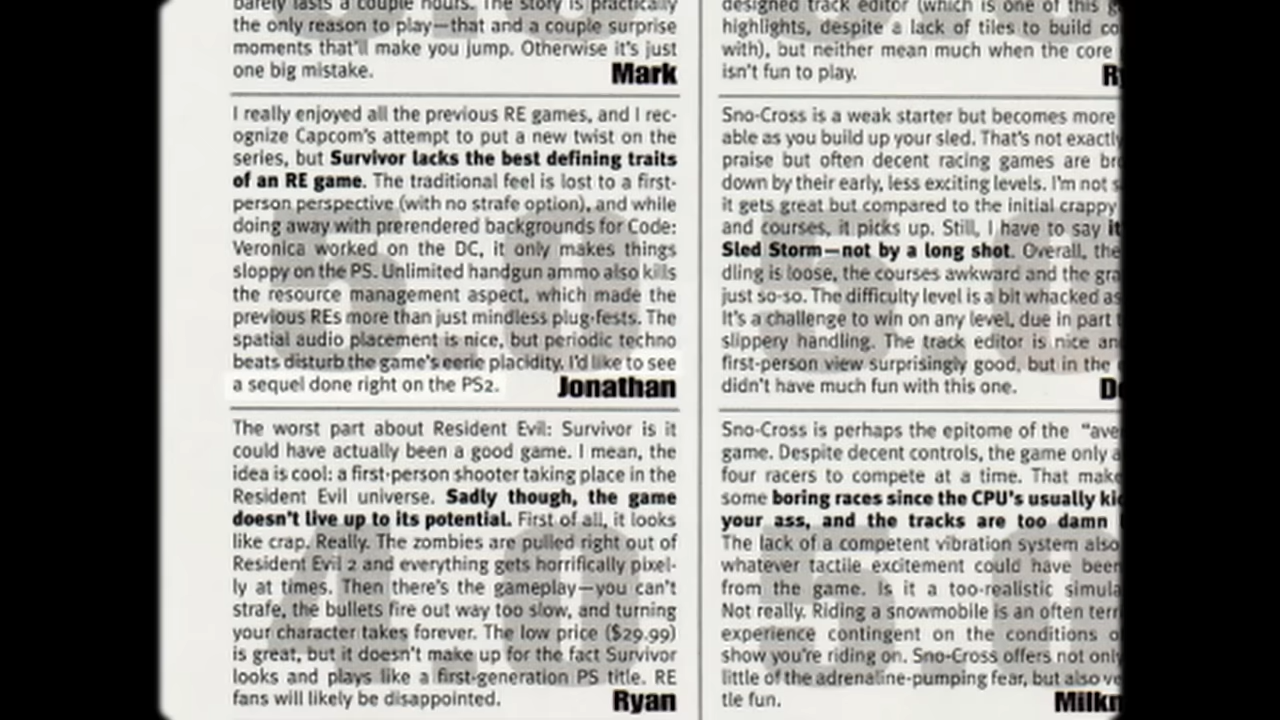 barely lasts a couple hours. The story is practically
the only reason to play—that and a couple surprise
moments that'll make you jump. Otherwise it's just
one big mistake.
Mark
I really enjoyed all the previous RE games, and I rec-
ognize Capcom's attempt to put a new twist on the
series, but Survivor lacks the best defining traits
of an RE game. The traditional feel is lost to a first-
person perspective (with no strafe option), and while
doing away with prerendered backgrounds for Code:
Veronica worked on the DC, it only makes things
sloppy on the PS. Unlimited handgun ammo also kills
the resource management aspect, which made the
previous REs more than just mindless plug-fests. The
spatial audio placement is nice, but periodic techno
beats disturb the game's eerie placidity. I'd like to see
a sequel done right on the PS2.
Jonathan
5.0
The worst part about Resident Evil: Survivor is it
could have actually been a good game. I mean, the
idea is cool: a first-person shooter taking place in the
Resident Evil universe. Sadly though, the game
doesn't live up to its potential. First of all, it looks
like crap. Really. The zombies are pulled right out of
Resident Evil 2 and everything gets horrifically pixel-
ly at times. Then there's the gameplay—you can't
strafe, the bullets fire out way too slow, and turning
your character takes forever. The low price ($29.99)
is great, but it doesn't make up for the fact Survivor
looks and plays like a first-generation PS title. RE
fans will likely be disappointed.
Ryan
4.0
designed track editor (which is one of this
highlights, despite a lack of tiles to build
with), but neither mean much when the core
isn't fun to play.
Sno-Cross is a weak starter but becomes more
able as you build up your sled. That's not exactly
praise but often decent racing games are
down by their early, less exciting levels. I'm not
it gets great but compared to the initial crappy
and courses, it picks up. Still, I have to say
Sled Storm—not by a long shot. Overall, the
dling is loose, the courses awkward and the
just so-so. The difficulty level is a bit whacked as
It's a challenge to win on any level, due in part
slippery handling. The track editor is nice
first-person view surprisingly good, but in the
didn't have much fun with this one.
5.0
Sno-Cross is perhaps the epitome of the
game. Despite decent controls, the game only
four racers to compete at a time. That
some boring races since the CPU's usually
your ass, and the tracks are too damn
The lack of a competent vibration system also
whatever tactile excitement could have been
from the game. Is it a too-realistic
Not really. Riding a snowmobile is an often
experience contingent on the conditions
show you're riding on. Sno-Cross offers not only
little of the adrenaline-pumping fear, but also
tle fun.
5.0